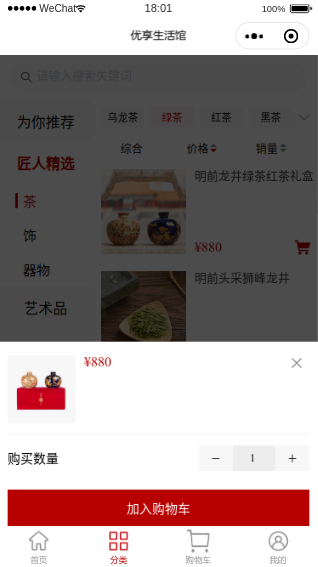 WeChat 18:01 100%
优享生活馆
请输入搜索关键词
为你推荐
匠人精选
茶
饰
器物
艺术品
乌龙茶 绿茶 红茶 黑茶
综合 价格 销量
明前龙井绿茶红茶礼盒
¥880
明前头采狮峰龙井
¥880
购买数量 − 1 +
加入购物车
首页 分类 购物车 我的